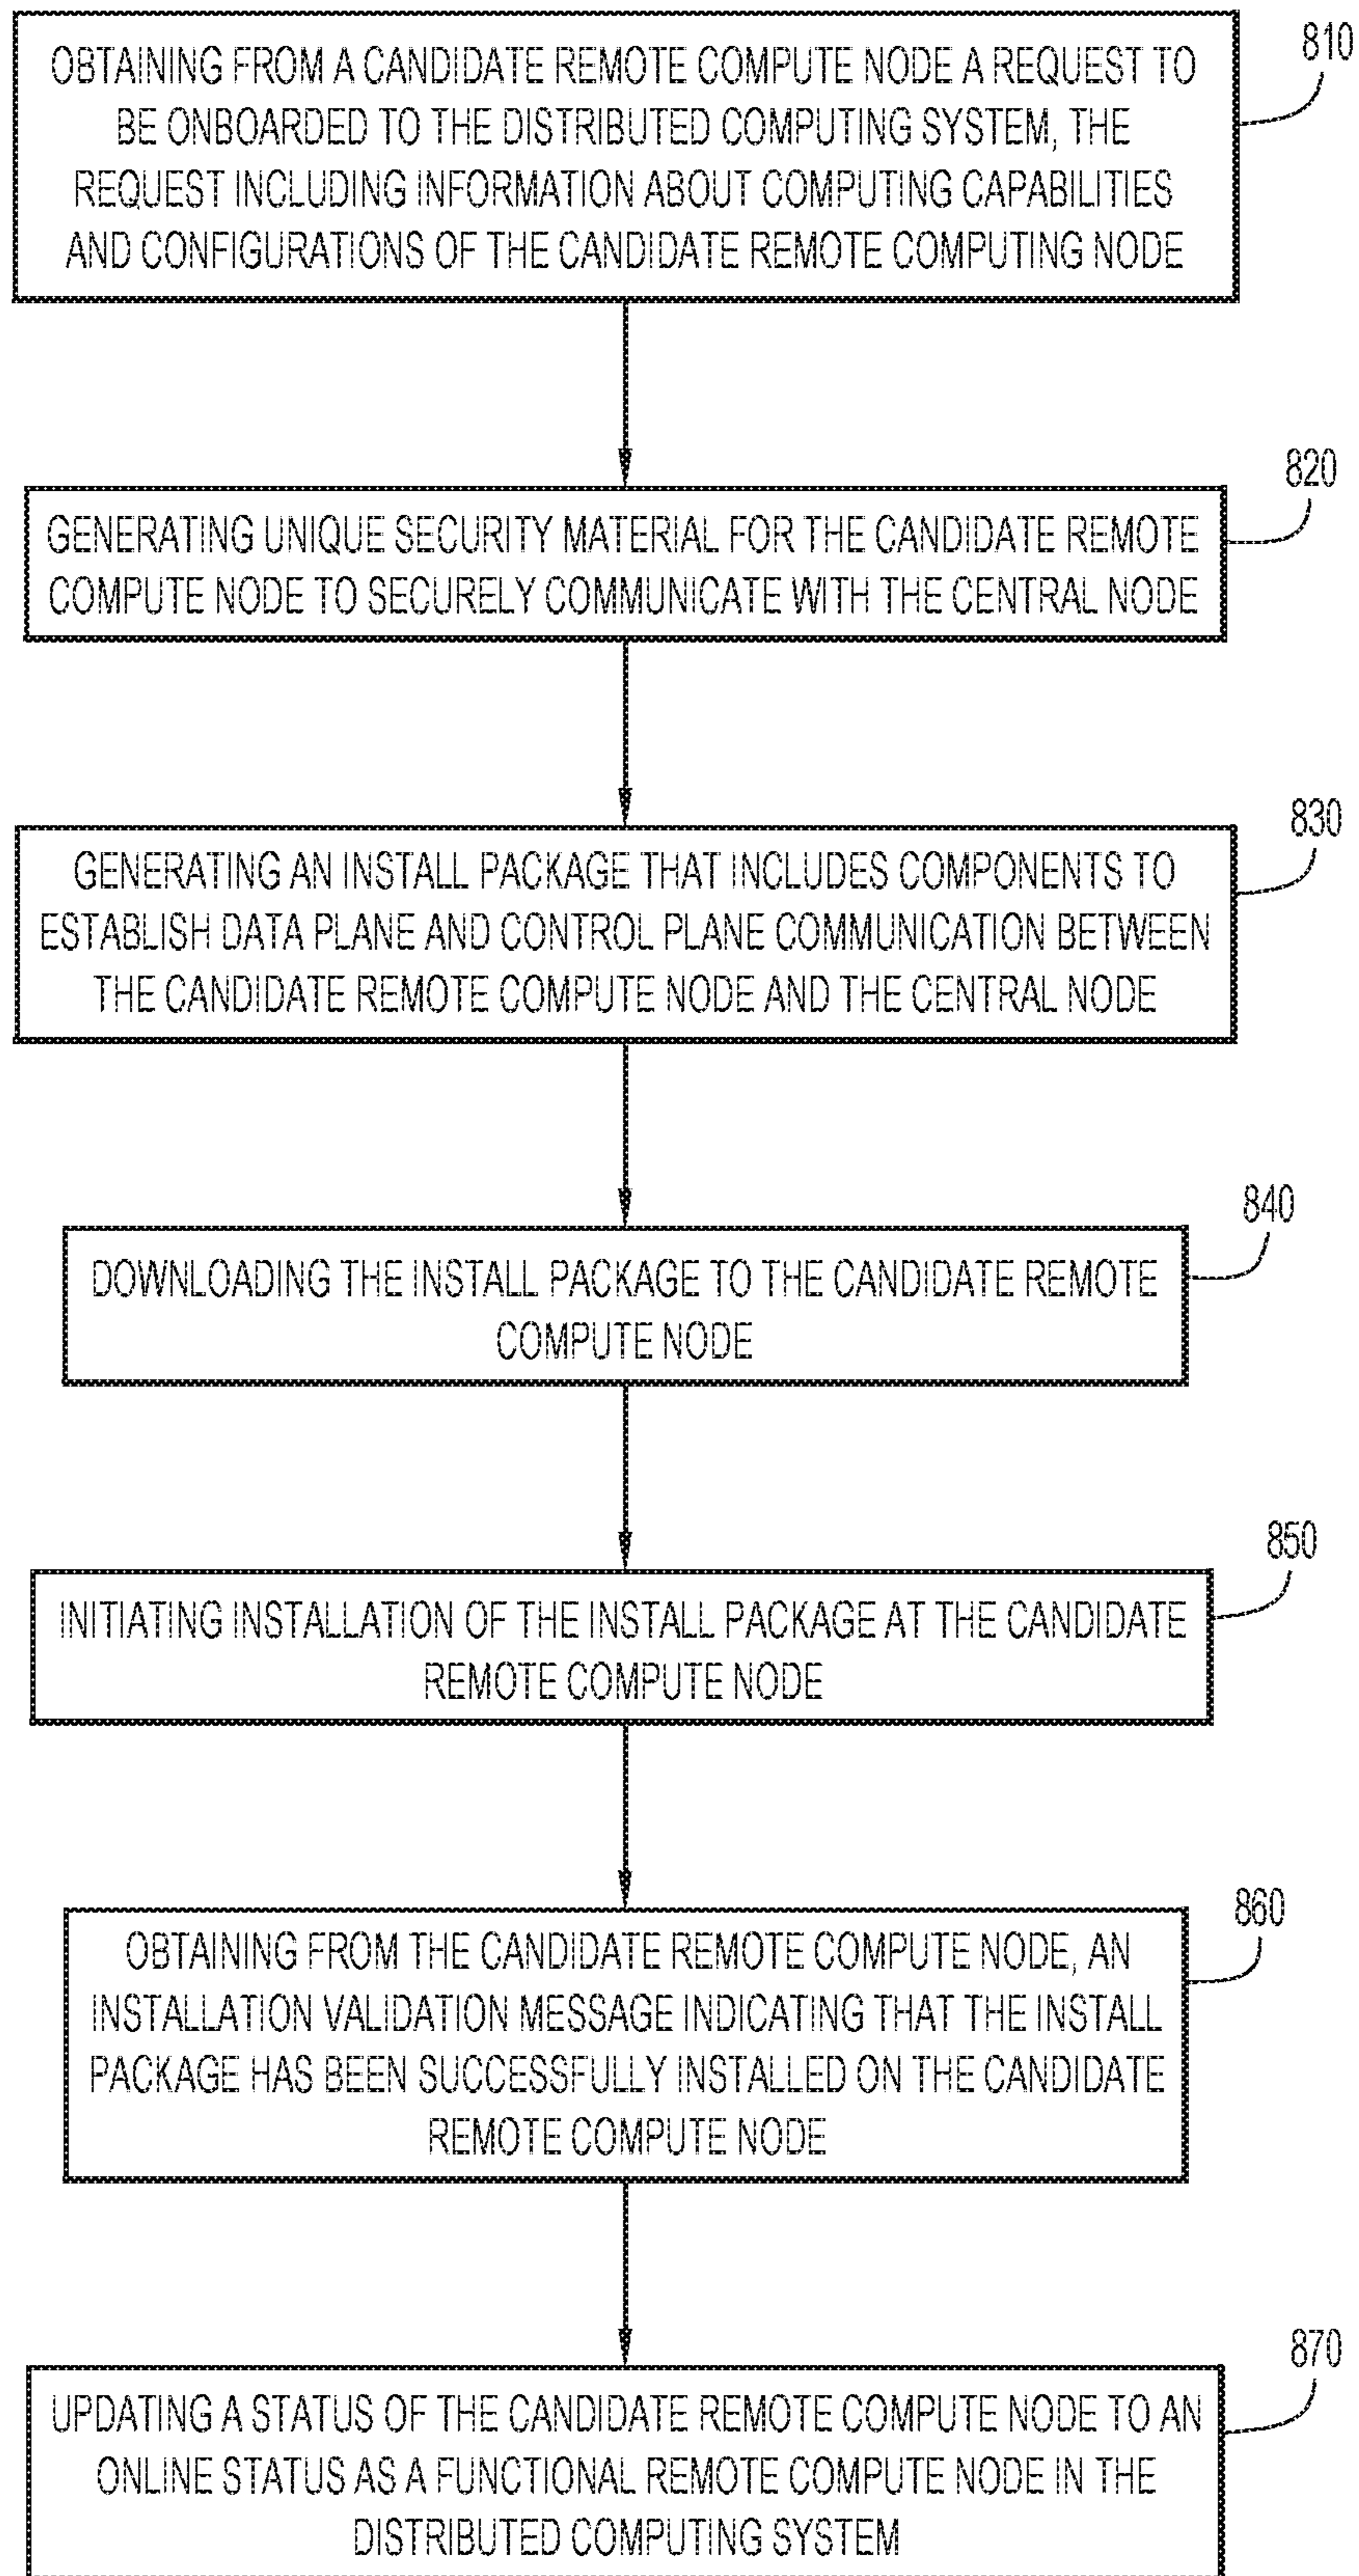 OBTAINING FROM A CANDIDATE REMOTE COMPUTE NODE A REQUEST TO
BE ONBOARDED TO THE DISTRIBUTED COMPUTING SYSTEM, THE
REQUEST INCLUDING INFORMATION ABOUT COMPUTING CAPABILITIES
AND CONFIGURATIONS OF THE CANDIDATE REMOTE COMPUTING NODE
810
GENERATING UNIQUE SECURITY MATERIAL FOR THE CANDIDATE REMOTE
COMPUTE NODE TO SECURELY COMMUNICATE WITH THE CENTRAL NODE
820
GENERATING AN INSTALL PACKAGE THAT INCLUDES COMPONENTS TO
ESTABLISH DATA PLANE AND CONTROL PLANE COMMUNICATION BETWEEN
THE CANDIDATE REMOTE COMPUTE NODE AND THE CENTRAL NODE
830
DOWNLOADING THE INSTALL PACKAGE TO THE CANDIDATE REMOTE
COMPUTE NODE
840
INITIATING INSTALLATION OF THE INSTALL PACKAGE AT THE CANDIDATE
REMOTE COMPUTE NODE
850
OBTAINING FROM THE CANDIDATE REMOTE COMPUTE NODE, AN
INSTALLATION VALIDATION MESSAGE INDICATING THAT THE INSTALL
PACKAGE HAS BEEN SUCCESSFULLY INSTALLED ON THE CANDIDATE
REMOTE COMPUTE NODE
860
UPDATING A STATUS OF THE CANDIDATE REMOTE COMPUTE NODE TO AN
ONLINE STATUS AS A FUNCTIONAL REMOTE COMPUTE NODE IN THE
DISTRIBUTED COMPUTING SYSTEM
870